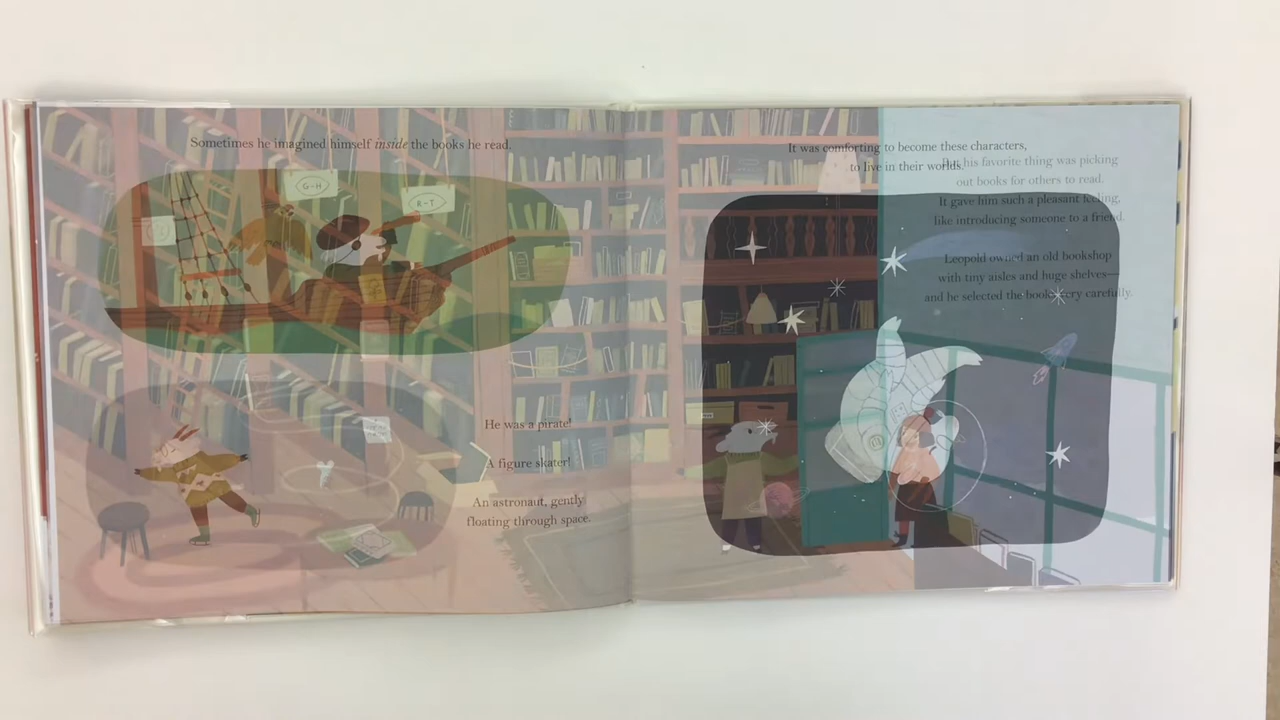 Sometimes he imagined himself inside the books he read.
G-H
R-T
He was a pirate!
A figure skater!
An astronaut, gently
floating through space.
It was comforting to become these characters,
to live in their worlds.
But his favorite thing was picking
out books for others to read.
It gave him such a pleasant feeling,
like introducing someone to a friend.
Leopold owned an old bookshop
with tiny aisles and huge shelves—
and he selected the books very carefully.